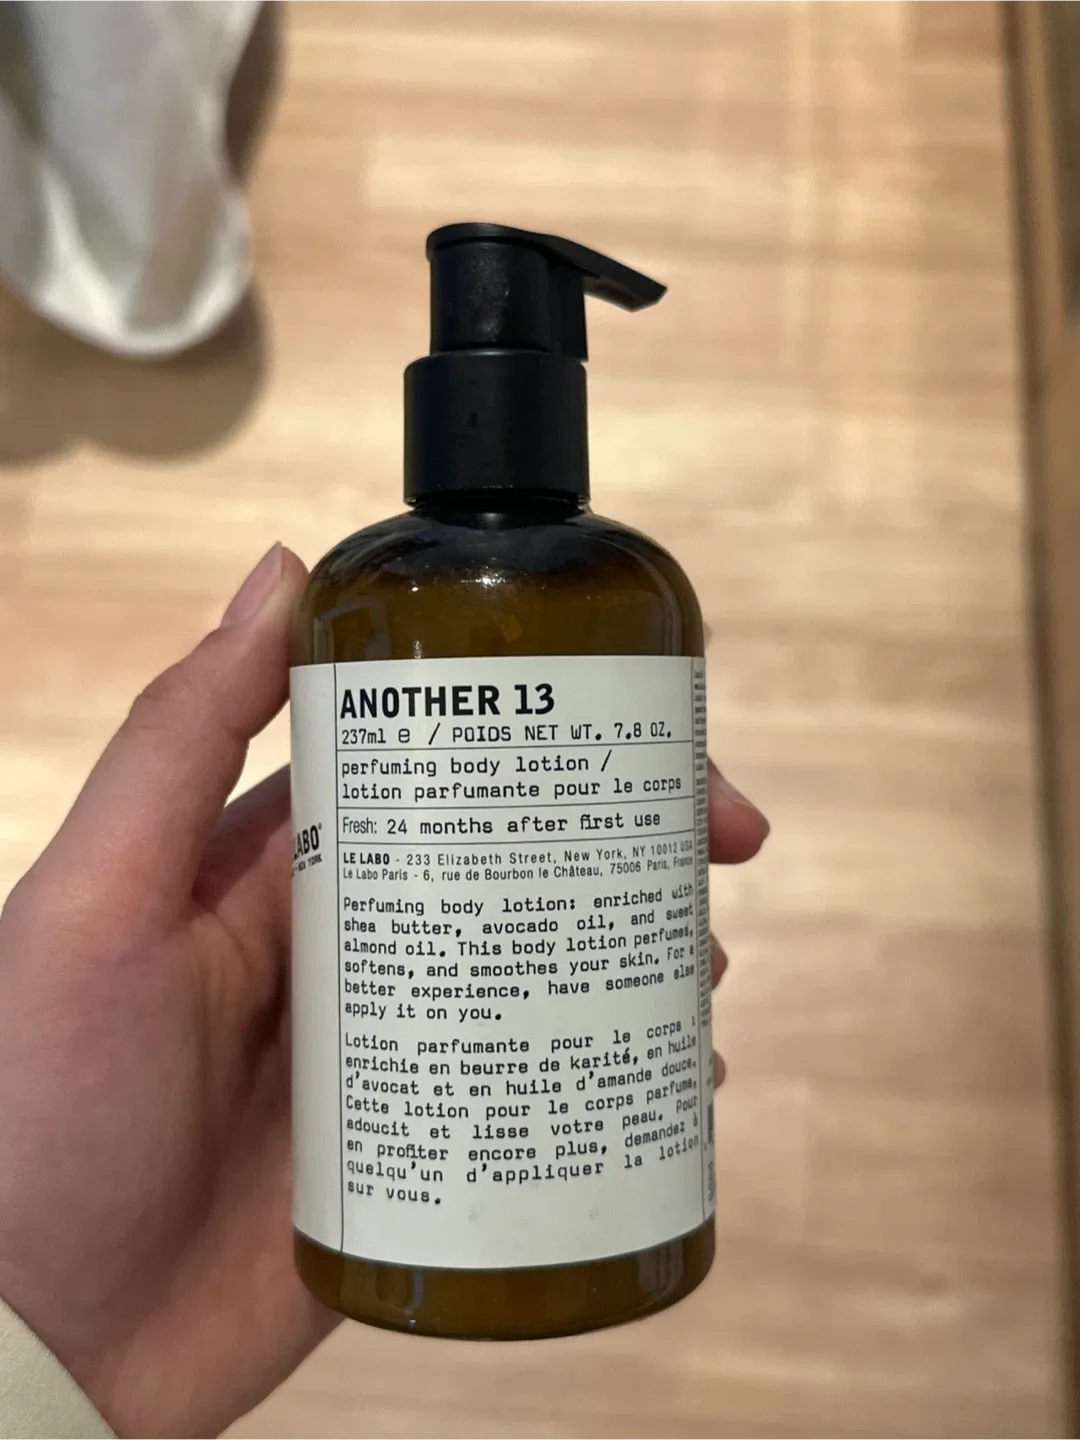 ANOTHER 13
237ml e / POIDS NET WT. 7.8 OZ.
perfuming body lotion /
lotion parfumante pour le corps
Fresh: 24 months after first use
LE LABO - 233 Elizabeth Street, New York, NY 10012 USA
Le Labo Paris - 6, rue de Bourbon le Château, 75006 Paris, France
Perfuming body lotion: enriched with
shea butter, avocado oil, and sweet
almond oil. This body lotion perfumes,
softens, and smoothes your skin. For a
better experience, have someone else
apply it on you.
Lotion parfumante pour le corps :
enrichie en beurre de karité, en huile
d'avocat et en huile d'amande douce.
Cette lotion pour le corps parfume,
adoucit et lisse votre peau. Pour
en profiter encore plus, demandez à
quelqu'un d'appliquer la lotion
sur vous.
LABO
NEW YORK